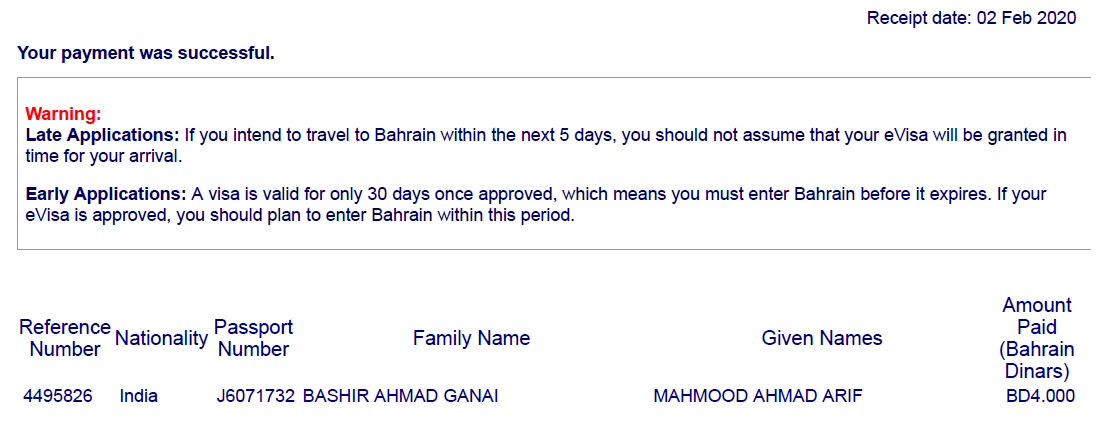 Receipt date: 02 Feb 2020
Your payment was successful.
Warning:
Late Applications: If you intend to travel to Bahrain within the next 5 days, you should not assume that your eVisa will be granted in
time for your arrival.
Early Applications: A visa is valid for only 30 days once approved, which means you must enter Bahrain before it expires. If your
eVisa is approved, you should plan to enter Bahrain within this period.
Reference Number Nationality Passport Number Family Name Given Names Amount Paid (Bahrain Dinars)
4495826 India J6071732 BASHIR AHMAD GANAI MAHMOOD AHMAD ARIF BD4.000